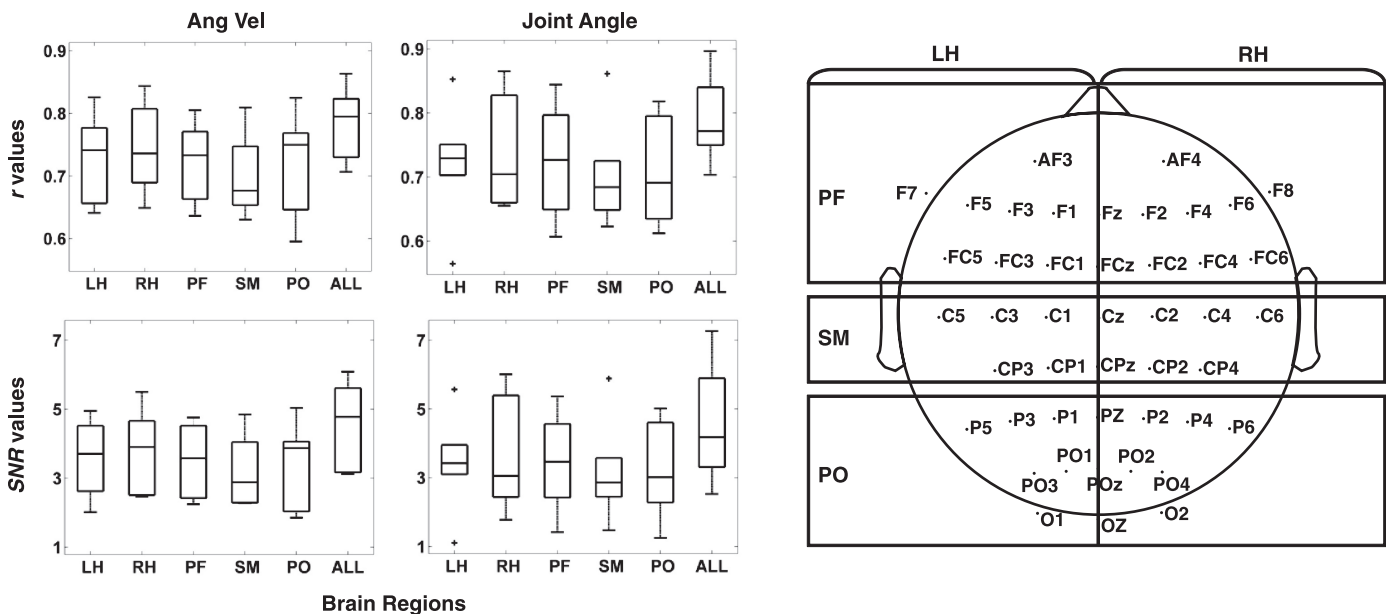 Ang Vel
Joint Angle
r values
0.9
0.8
0.7
0.6
LH RH PF SM PO ALL
0.9
0.8
0.7
0.6
LH RH PF SM PO ALL
SNR values
7
5
3
1
LH RH PF SM PO ALL
7
5
3
1
LH RH PF SM PO ALL
Brain Regions
LH RH
PF
AF3 AF4
F7 F5 F3 F1 Fz F2 F4 F6 F8
FC5 FC3 FC1 FCz FC2 FC4 FC6
SM
C5 C3 C1 Cz C2 C4 C6
CP3 CP1 CPz CP2 CP4
PO
P5 P3 P1 PZ P2 P4 P6
PO1 PO2
PO3 POz PO4
O1 OZ O2